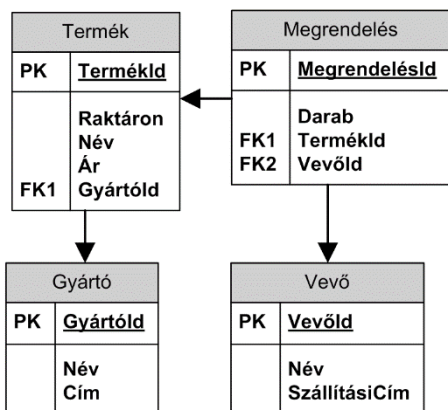 Termék
PK TermékId
Raktáron
Név
Ár
FK1 GyártóId
Megrendelés
PK MegrendelésId
Darab
FK1 TermékId
FK2 VevőId
Gyártó
PK GyártóId
Név
Cím
Vevő
PK VevőId
Név
SzállításiCím